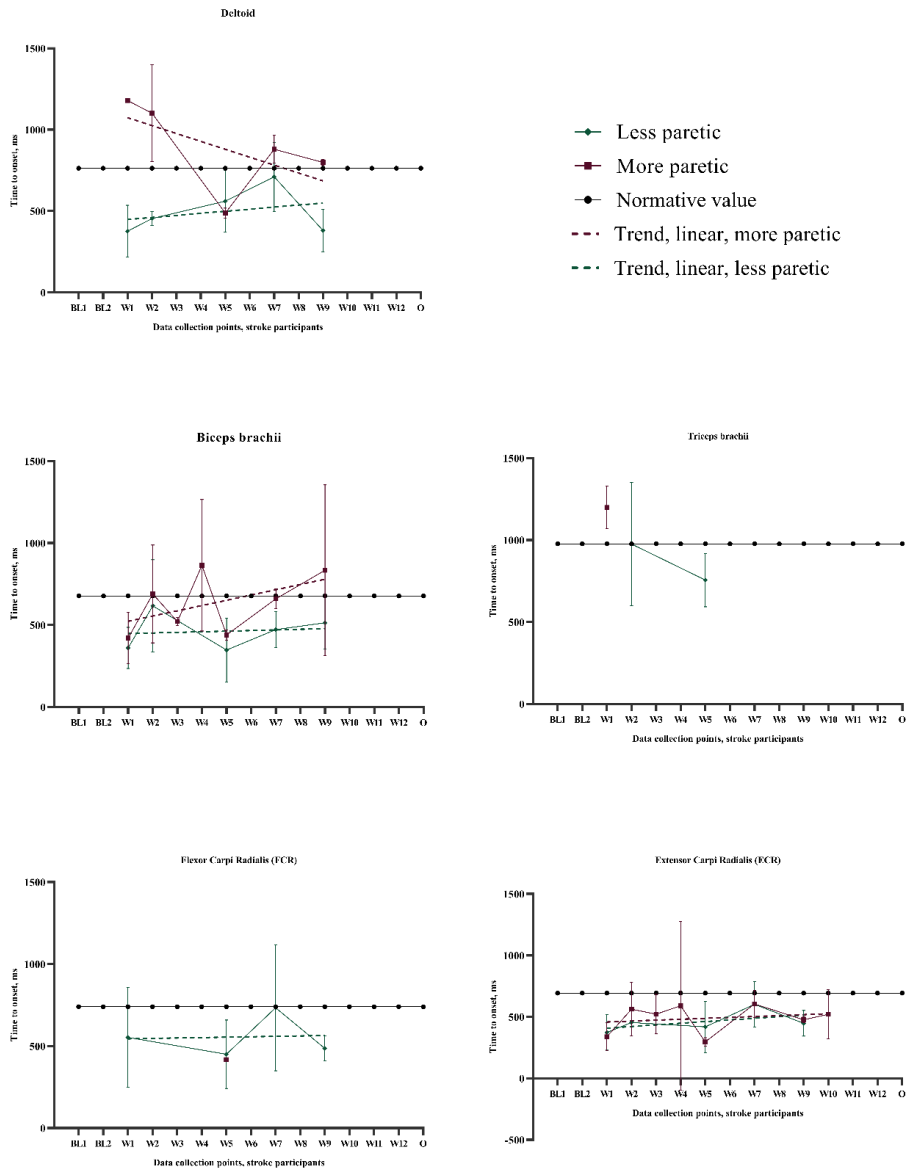 Deltoid
1500
1000
500
0
Time to onset, ms
BL1 BL2 W1 W2 W3 W4 W5 W6 W7 W8 W9 W10 W11 W12 O
Data collection points, stroke participants
Less paretic
More paretic
Normative value
Trend, linear, more paretic
Trend, linear, less paretic
Biceps brachii
1500
1000
500
0
Time to onset, ms
BL1 BL2 W1 W2 W3 W4 W5 W6 W7 W8 W9 W10 W11 W12 O
Data collection points, stroke participants
Triceps brachii
1500
1000
500
0
Time to onset, ms
BL1 BL2 W1 W2 W3 W4 W5 W6 W7 W8 W9 W10 W11 W12 O
Data collection points, stroke participants
Flexor Carpi Radialis (FCR)
1500
1000
500
0
Time to onset, ms
BL1 BL2 W1 W2 W3 W4 W5 W6 W7 W8 W9 W10 W11 W12 O
Data collection points, stroke participants
Extensor Carpi Radialis (ECR)
1500
1000
500
0
-500
Time to onset, ms
BL1 BL2 W1 W2 W3 W4 W5 W6 W7 W8 W9 W10 W11 W12 O
Data collection points, stroke participants